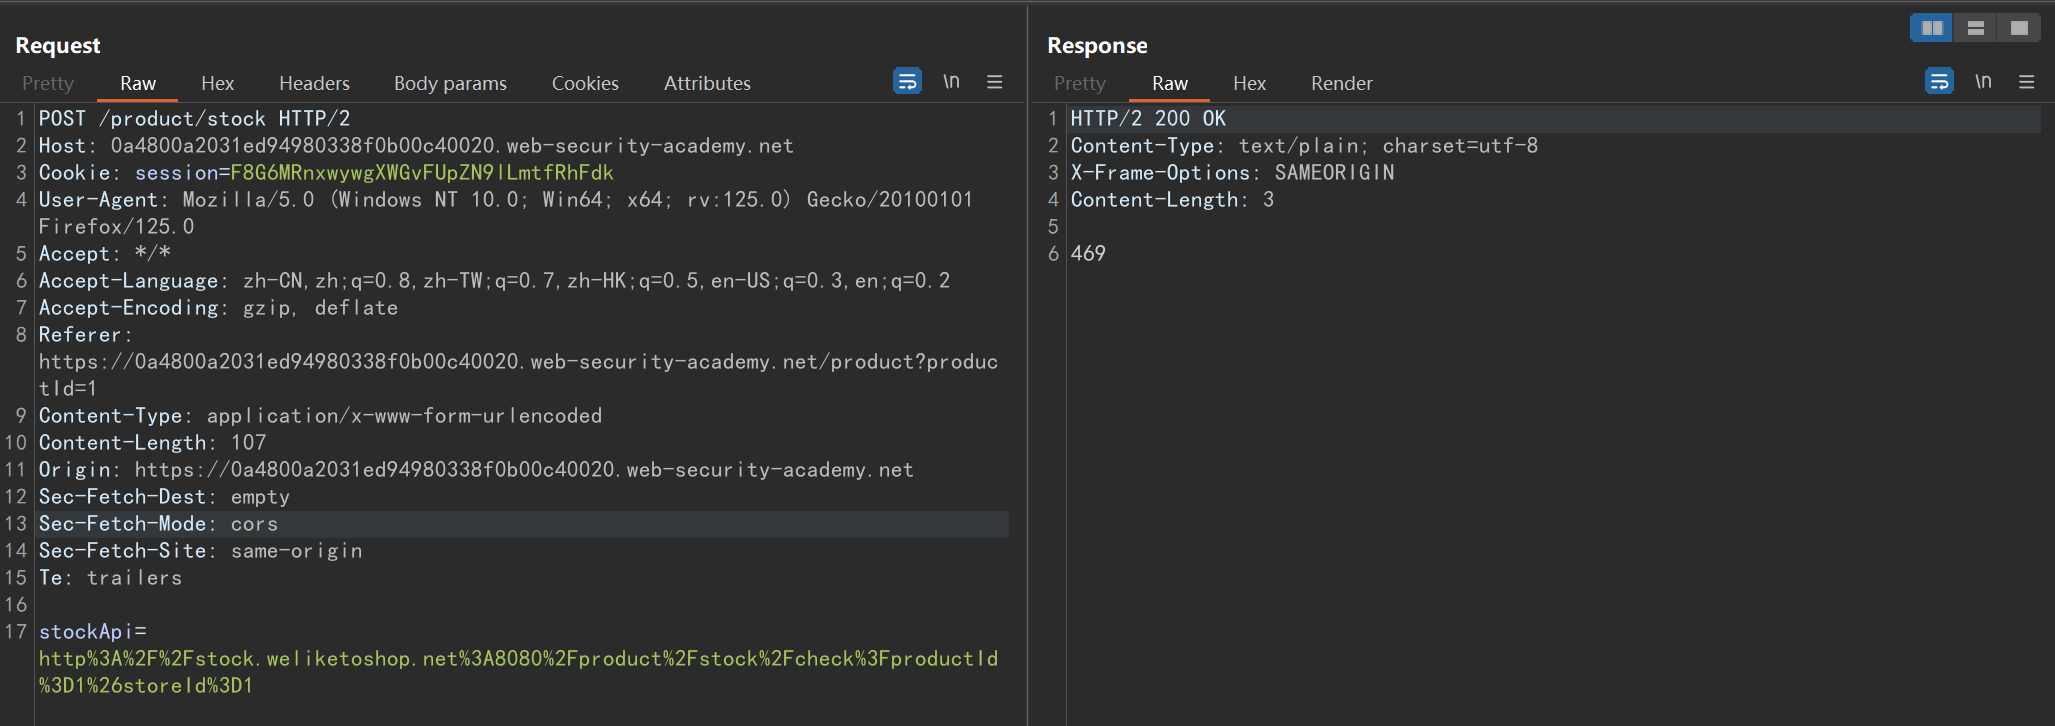 Request
Pretty Raw Hex Headers Body params Cookies Attributes \n
1 POST /product/stock HTTP/2
2 Host: 0a4800a2031ed94980338f0b00c40020.web-security-academy.net
3 Cookie: session=F8G6MRnxwywgXWGvFUpZN9lLmtfRhFdk
4 User-Agent: Mozilla/5.0 (Windows NT 10.0; Win64; x64; rv:125.0) Gecko/20100101
Firefox/125.0
5 Accept: */*
6 Accept-Language: zh-CN,zh;q=0.8,zh-TW;q=0.7,zh-HK;q=0.5,en-US;q=0.3,en;q=0.2
7 Accept-Encoding: gzip, deflate
8 Referer:
https://0a4800a2031ed94980338f0b00c40020.web-security-academy.net/product?produc
tId=1
9 Content-Type: application/x-www-form-urlencoded
10 Content-Length: 107
11 Origin: https://0a4800a2031ed94980338f0b00c40020.web-security-academy.net
12 Sec-Fetch-Dest: empty
13 Sec-Fetch-Mode: cors
14 Sec-Fetch-Site: same-origin
15 Te: trailers
16
17 stockApi=
http%3A%2F%2Fstock.weliketoshop.net%3A8080%2Fproduct%2Fstock%2Fcheck%3FproductId
%3D1%26storeId%3D1
Response
Pretty Raw Hex Render \n
1 HTTP/2 200 OK
2 Content-Type: text/plain; charset=utf-8
3 X-Frame-Options: SAMEORIGIN
4 Content-Length: 3
5
6 469